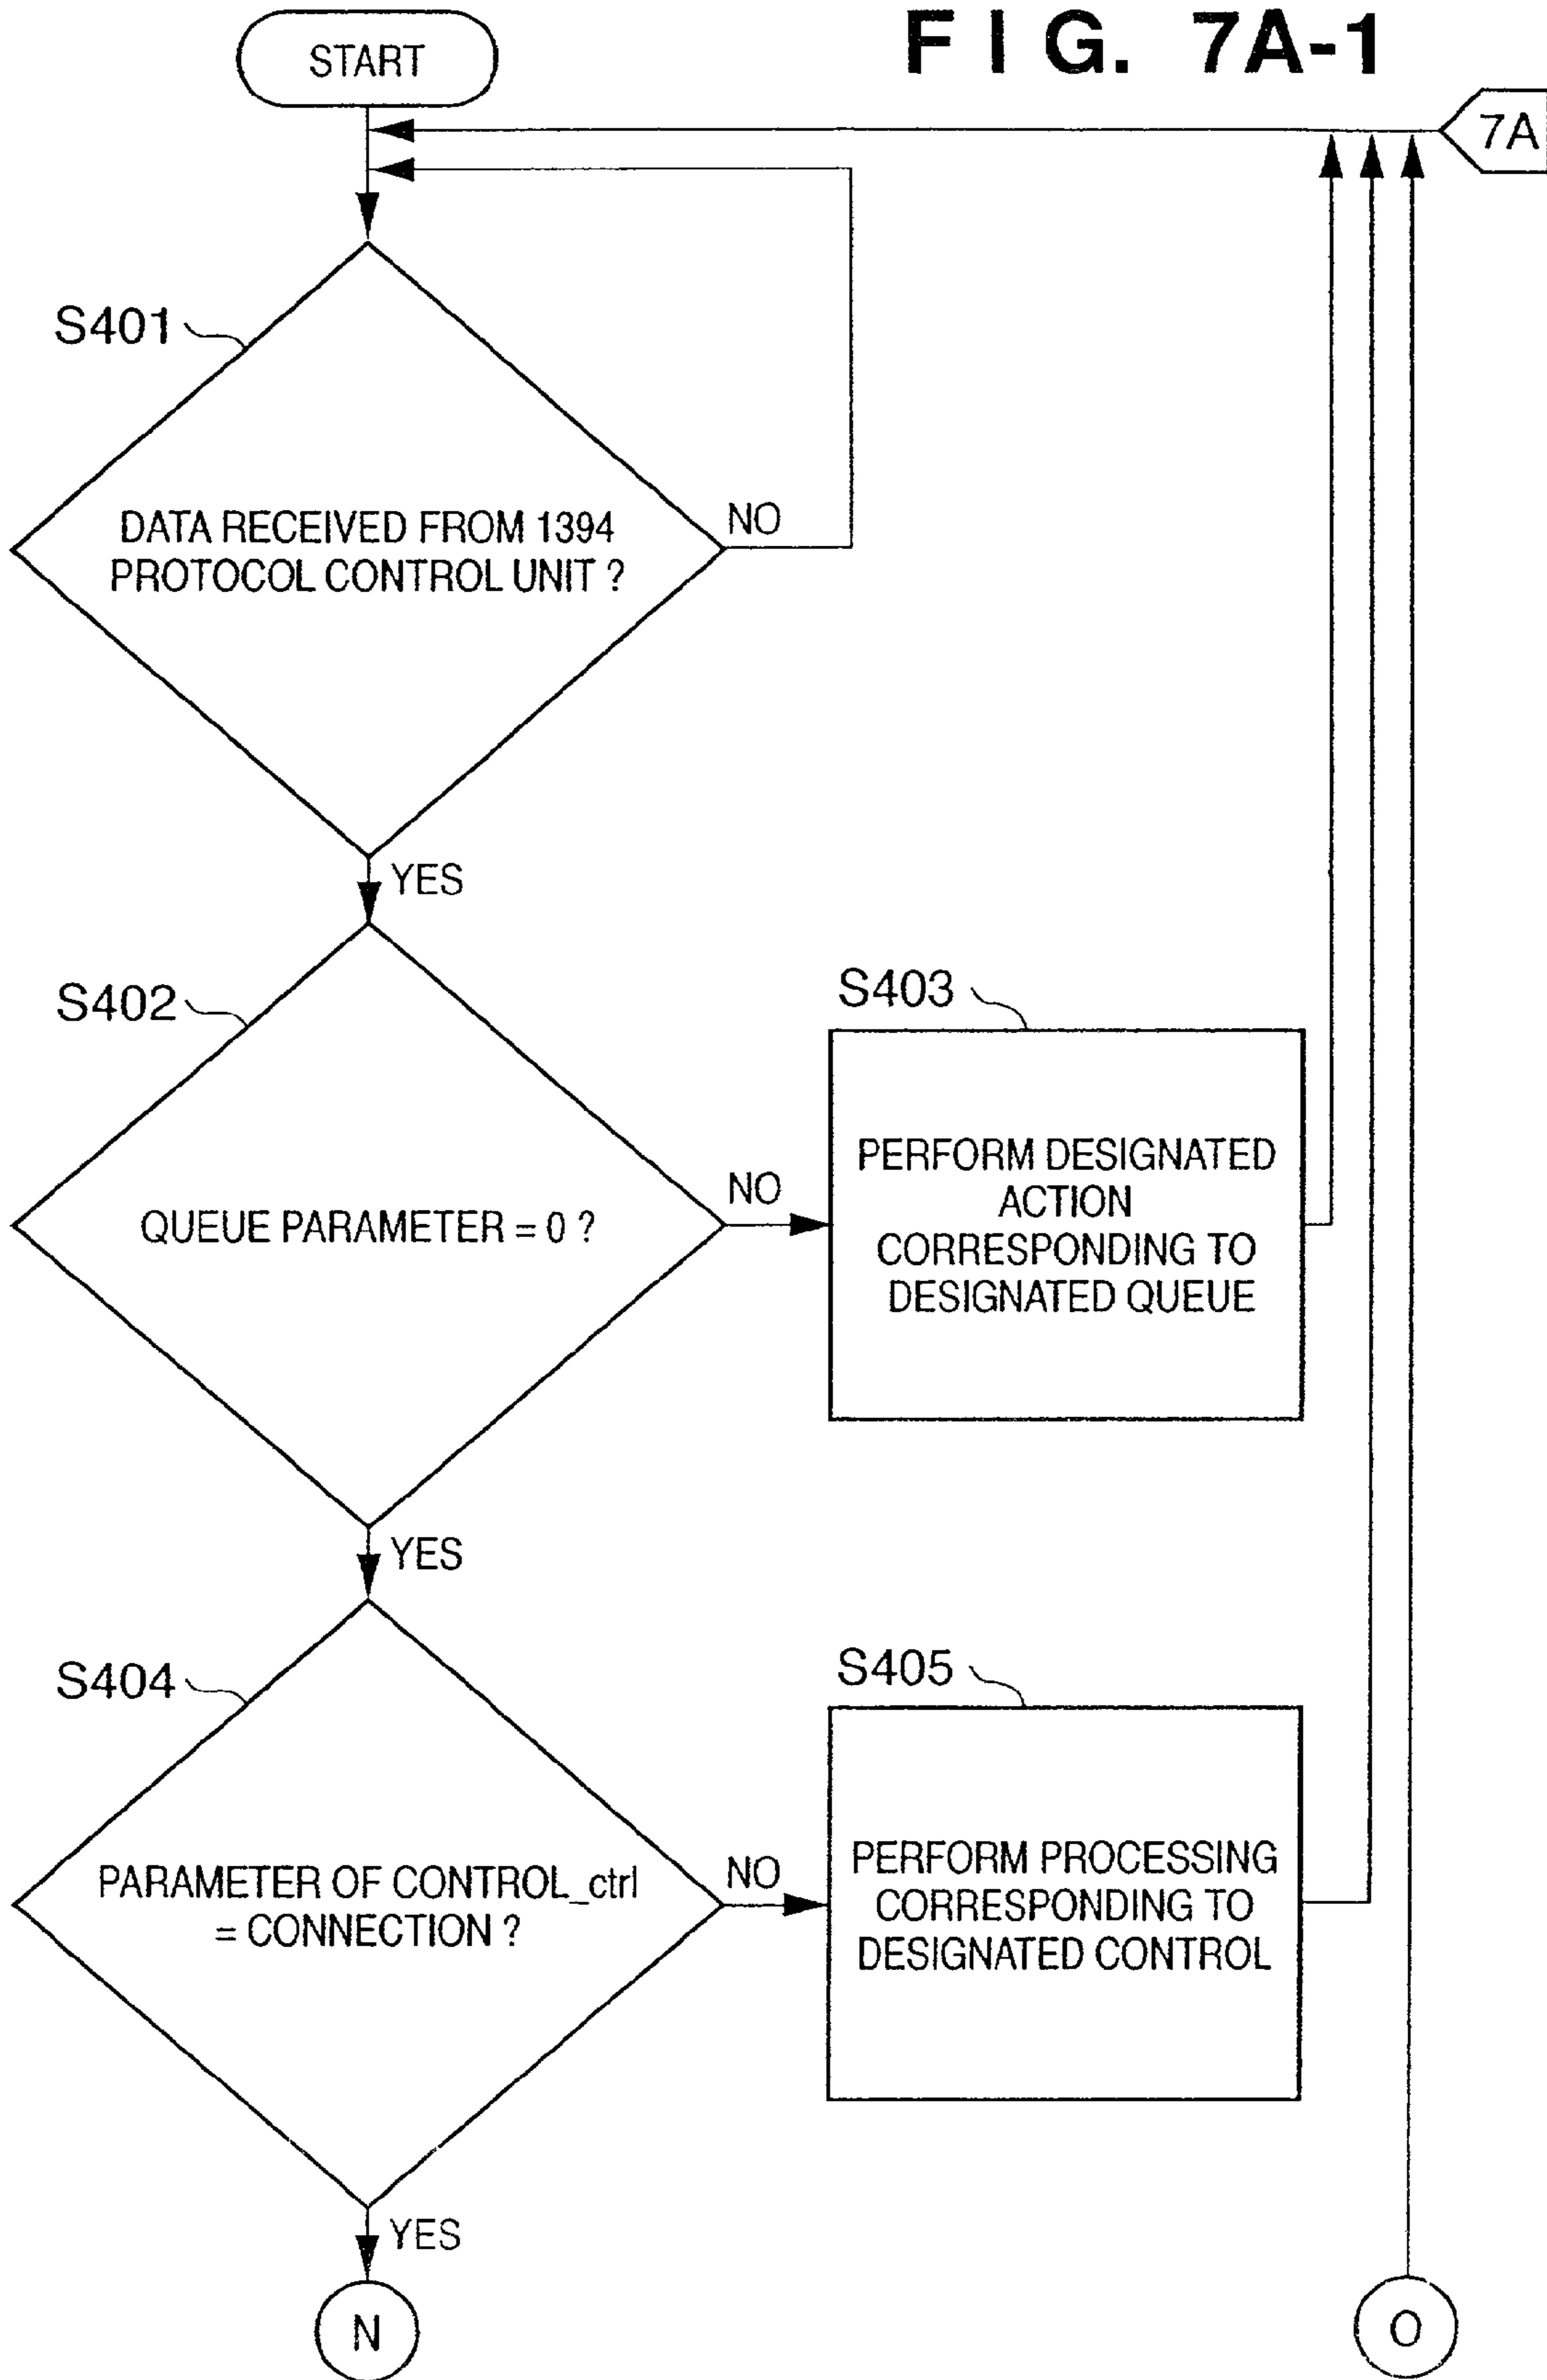 FIG. 7A-1
START
7A
S401
DATA RECEIVED FROM 1394
PROTOCOL CONTROL UNIT ?
NO
YES
S402
QUEUE PARAMETER = 0 ?
NO
S403
PERFORM DESIGNATED
ACTION
CORRESPONDING TO
DESIGNATED QUEUE
YES
S404
PARAMETER OF CONTROL_ctrl
= CONNECTION ?
NO
S405
PERFORM PROCESSING
CORRESPONDING TO
DESIGNATED CONTROL
YES
N
O